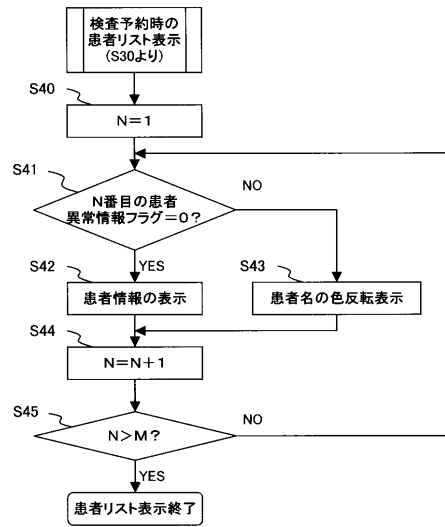 検査予約時の
患者リスト表示
(S30より)
S40
N=1
S41
N番目の患者
異常情報フラグ=0?
NO
S42
YES
S43
患者情報の表示
患者名の色反転表示
S44
N=N+1
S45
N>M?
NO
YES
患者リスト表示終了